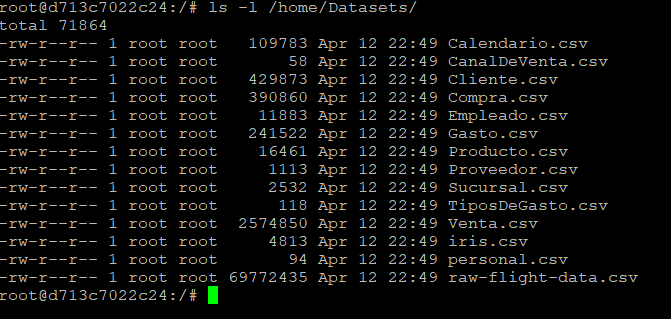 root@d713c7022c24:/# ls -l /home/Datasets/
total 71864
-rw-r--r-- 1 root root   109783 Apr 12 22:49 Calendario.csv
-rw-r--r-- 1 root root       58 Apr 12 22:49 CanalDeVenta.csv
-rw-r--r-- 1 root root   429873 Apr 12 22:49 Cliente.csv
-rw-r--r-- 1 root root   390860 Apr 12 22:49 Compra.csv
-rw-r--r-- 1 root root    11883 Apr 12 22:49 Empleado.csv
-rw-r--r-- 1 root root   241522 Apr 12 22:49 Gasto.csv
-rw-r--r-- 1 root root    16461 Apr 12 22:49 Producto.csv
-rw-r--r-- 1 root root     1113 Apr 12 22:49 Proveedor.csv
-rw-r--r-- 1 root root     2532 Apr 12 22:49 Sucursal.csv
-rw-r--r-- 1 root root      118 Apr 12 22:49 TiposDeGasto.csv
-rw-r--r-- 1 root root  2574850 Apr 12 22:49 Venta.csv
-rw-r--r-- 1 root root     4813 Apr 12 22:49 iris.csv
-rw-r--r-- 1 root root       94 Apr 12 22:49 personal.csv
-rw-r--r-- 1 root root 69772435 Apr 12 22:49 raw-flight-data.csv
root@d713c7022c24:/#